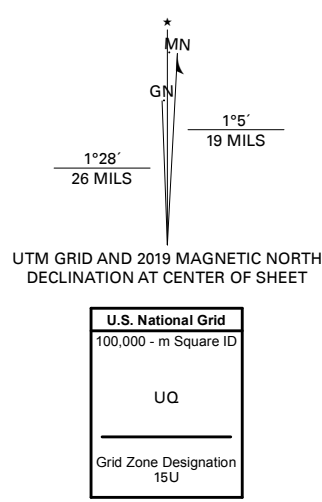 ★
MN
GN
1°5´
19 MILS
1°28´
26 MILS
UTM GRID AND 2019 MAGNETIC NORTH
DECLINATION AT CENTER OF SHEET
U.S. National Grid
100,000 - m Square ID
UQ
Grid Zone Designation
15U